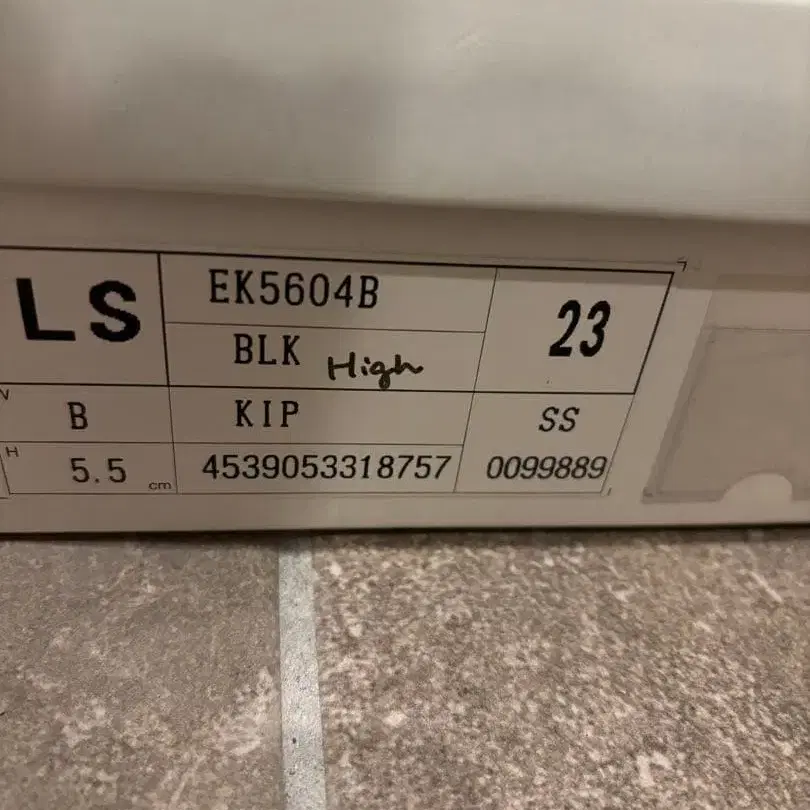 LS
EK5604B
BLK High
23
V
B
KIP
SS
H
5.5 cm
4539053318757
0099889